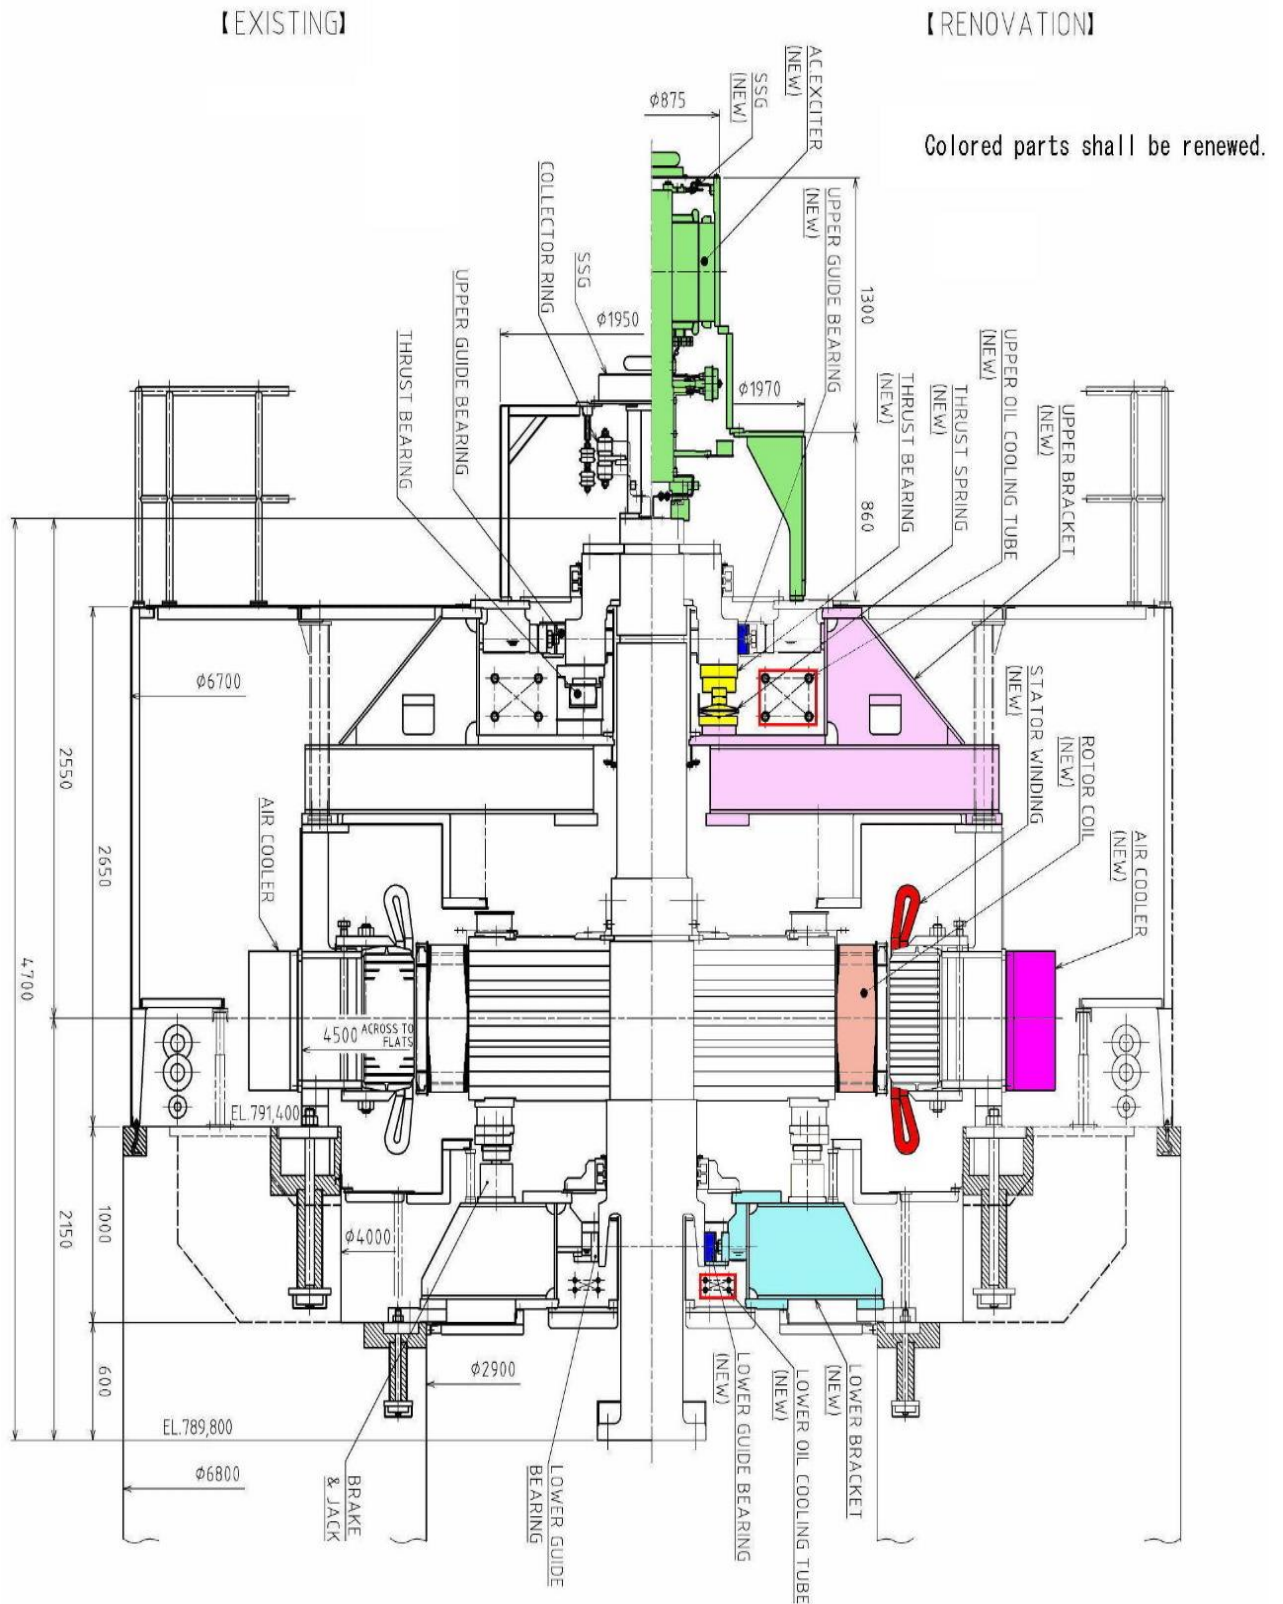 【EXISTING】
【RENOVATION】
Colored parts shall be renewed.
AC.EXCITER
(NEW)
SSG
(NEW)
φ875
UPPER GUIDE BEARING
(NEW)
COLLECTOR RING
SSG
UPPER GUIDE BEARING
THRUST BEARING
φ1950
1300
φ1970
860
UPPER OIL COOLING TUBE
(NEW)
THRUST SPRING
(NEW)
THRUST BEARING
(NEW)
UPPER BRACKET
(NEW)
φ6700
2550
2650
4700
AIR COOLER
STATOR WINDING
(NEW)
ROTOR COIL
(NEW)
AIR COOLER
(NEW)
4500 ACROSS TO
FLATS
EL.791,400
1000
2150
φ4000
600
φ2900
EL.789,800
φ6800
BRAKE
& JACK
LOWER GUIDE
BEARING
LOWER GUIDE BEARING
(NEW)
LOWER OIL COOLING TUBE
(NEW)
LOWER BRACKET
(NEW)